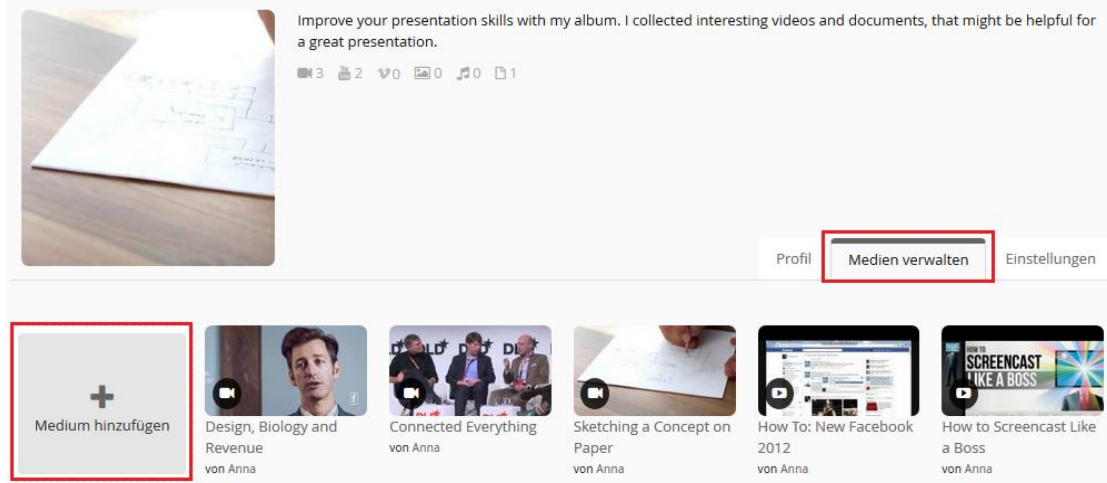 Improve your presentation skills with my album. I collected interesting videos and documents, that might be helpful for
a great presentation.
3 2 0 0 0 1
Profil Medien verwalten Einstellungen
Medium hinzufügen
Design, Biology and
Revenue
von Anna
Connected Everything
von Anna
Sketching a Concept on
Paper
von Anna
How To: New Facebook
2012
von Anna
HOW TO
SCREENCAST
LIKE A BOSS
How to Screencast Like
a Boss
von Anna